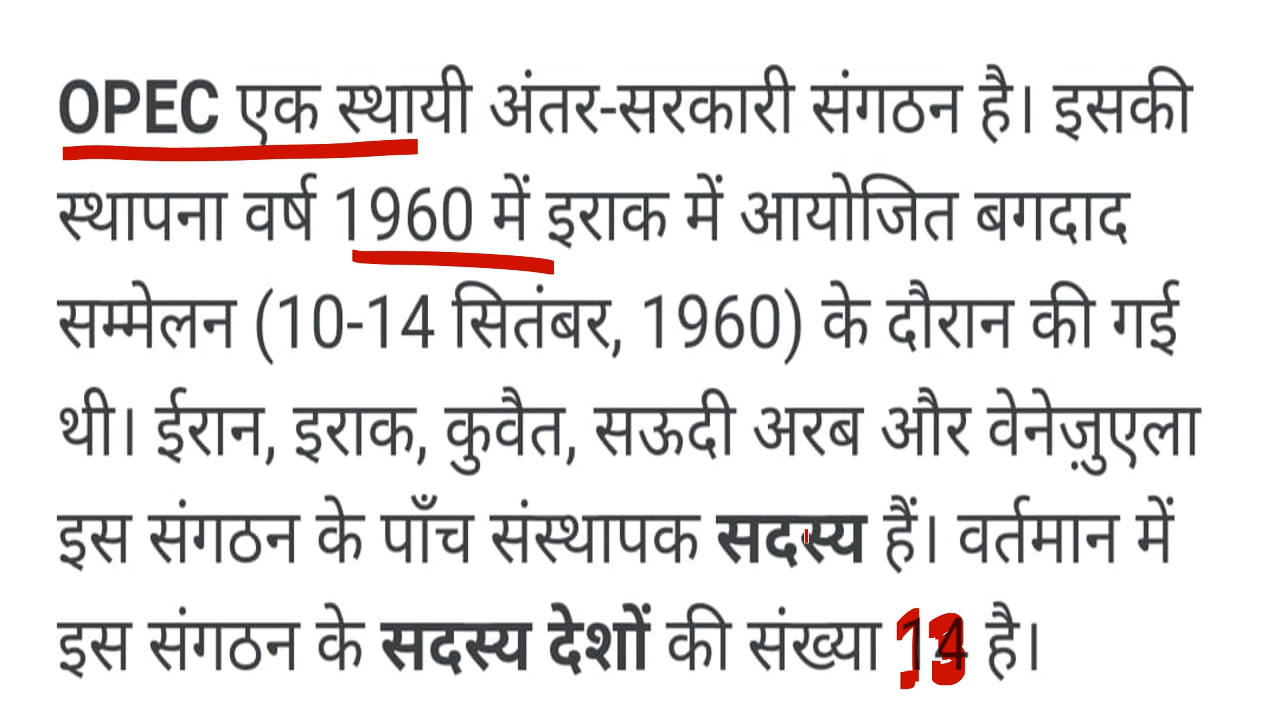 OPEC एक स्थायी अंतर-सरकारी संगठन है। इसकी
स्थापना वर्ष 1960 में इराक में आयोजित बगदाद
सम्मेलन (10-14 सितंबर, 1960) के दौरान की गई
थी। ईरान, इराक, कुवैत, सऊदी अरब और वेनेज़ुएला
इस संगठन के पाँच संस्थापक सदस्य हैं। वर्तमान में
इस संगठन के सदस्य देशों की संख्या 14 है।